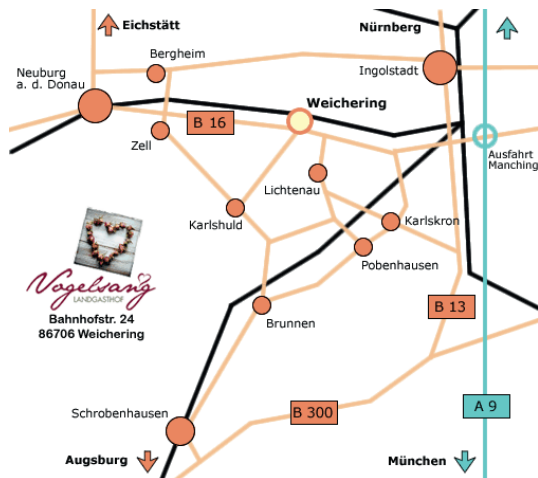 Eichstätt
Nürnberg
Bergheim
Neuburg
a. d. Donau
Ingolstadt
Weichering
B 16
Zell
Ausfahrt
Manching
Lichtenau
Karlshuld
Karlskron
Pobenhausen
Vogelsang
LANDGASTHOF
Bahnhofstr. 24
86706 Weichering
Brunnen
B 13
Schrobenhausen
B 300
A 9
Augsburg
München